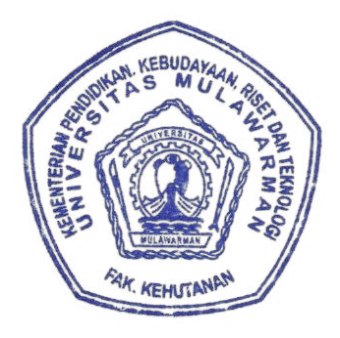 KEMENTERIAN PENDIDIKAN, KEBUDAYAAN, RISET DAN TEKNOLOGI
UNIVERSITAS MULAWARMAN
UNIVERSITAS
MULAWARMAN
FAK. KEHUTANAN